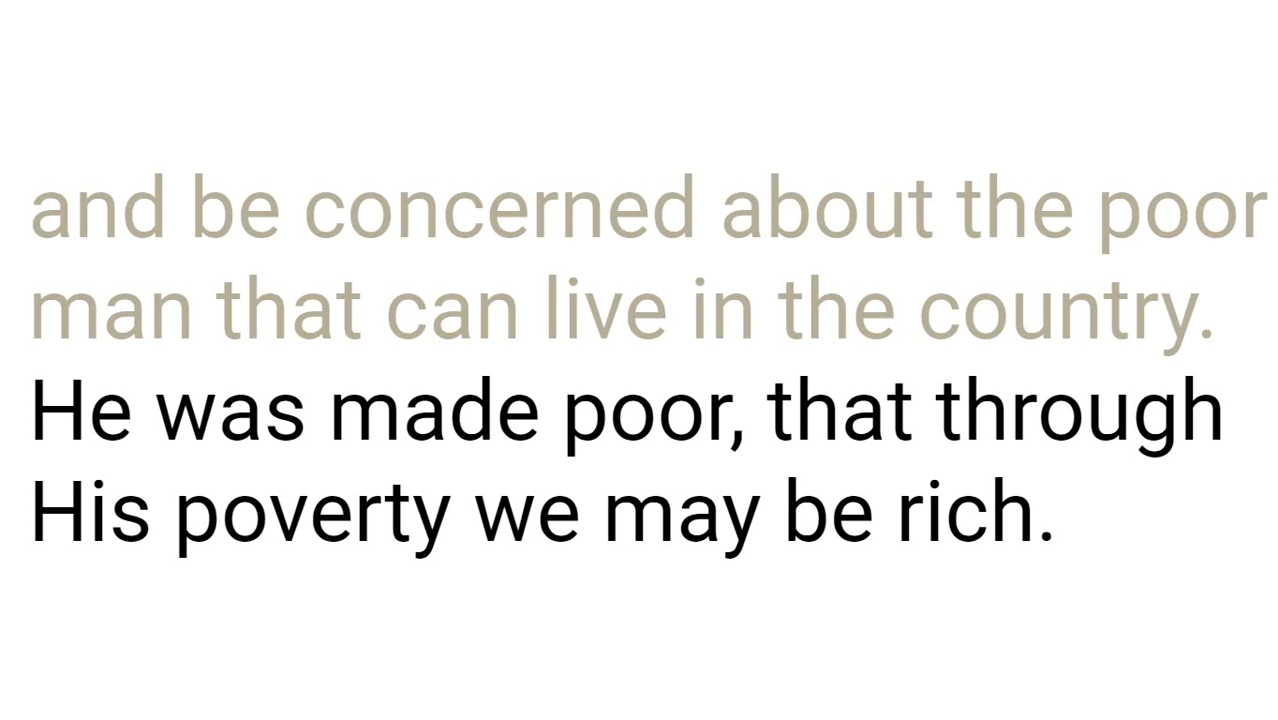 and be concerned about the poor
man that can live in the country.
He was made poor, that through
His poverty we may be rich.